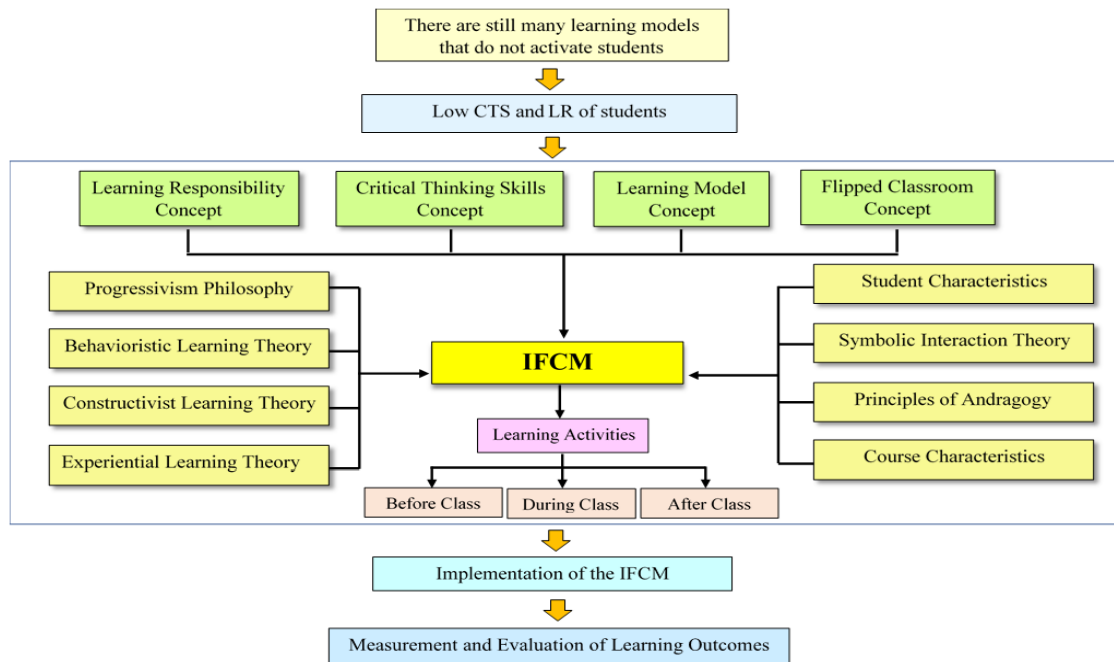 There are still many learning models
that do not activate students
Low CTS and LR of students
Learning Responsibility
Concept
Critical Thinking Skills
Concept
Learning Model
Concept
Flipped Classroom
Concept
Progressivism Philosophy
Behavioristic Learning Theory
Constructivist Learning Theory
Experiential Learning Theory
IFCM
Learning Activities
Before Class
During Class
After Class
Student Characteristics
Symbolic Interaction Theory
Principles of Andragogy
Course Characteristics
Implementation of the IFCM
Measurement and Evaluation of Learning Outcomes